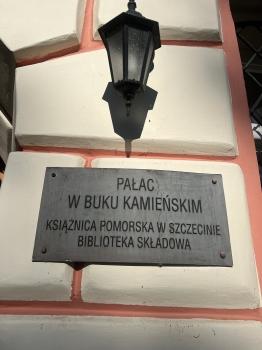 PAŁAC
W BUKU KAMIEŃSKIM
KSIĄŻNICA POMORSKA W SZCZECINIE
BIBLIOTEKA SKŁADOWA